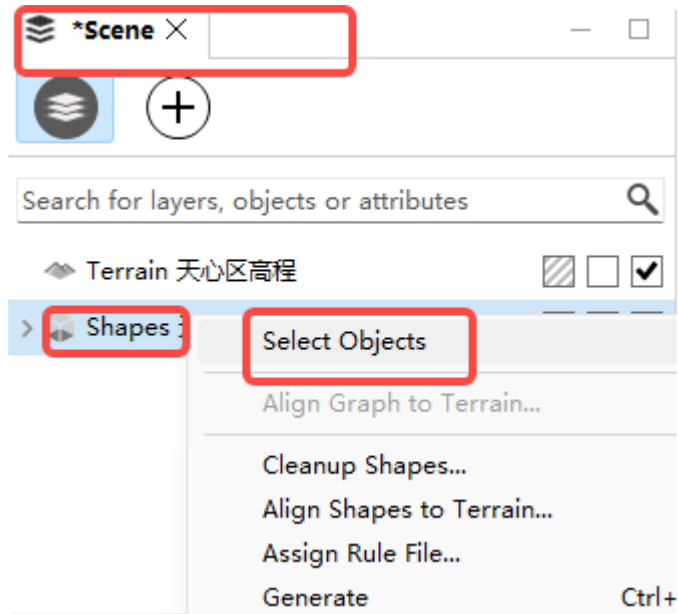 *Scene
Search for layers, objects or attributes
Terrain 天心区高程
Shapes
Select Objects
Align Graph to Terrain...
Cleanup Shapes...
Align Shapes to Terrain...
Assign Rule File...
Generate Ctrl+